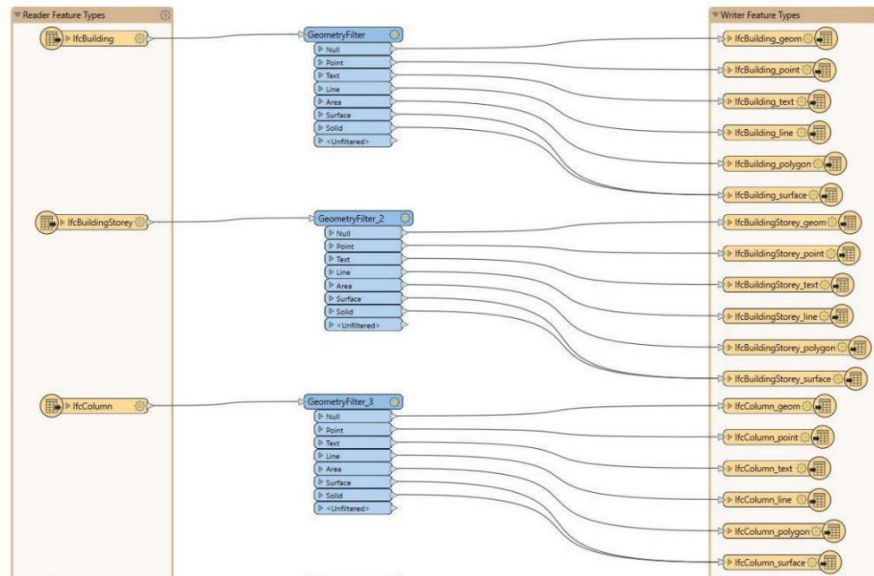 Reader Feature Types
IfcBuilding
IfcBuildingStorey
IfcColumn
GeometryFilter
Null
Point
Text
Line
Area
Surface
Solid
<Unfiltered>
GeometryFilter_2
Null
Point
Text
Line
Area
Surface
Solid
<Unfiltered>
GeometryFilter_3
Null
Point
Text
Line
Area
Surface
Solid
<Unfiltered>
Writer Feature Types
IfcBuilding_geom
IfcBuilding_point
IfcBuilding_text
IfcBuilding_line
IfcBuilding_polygon
IfcBuilding_surface
IfcBuildingStorey_geom
IfcBuildingStorey_point
IfcBuildingStorey_text
IfcBuildingStorey_line
IfcBuildingStorey_polygon
IfcBuildingStorey_surface
IfcColumn_geom
IfcColumn_point
IfcColumn_text
IfcColumn_line
IfcColumn_polygon
IfcColumn_surface